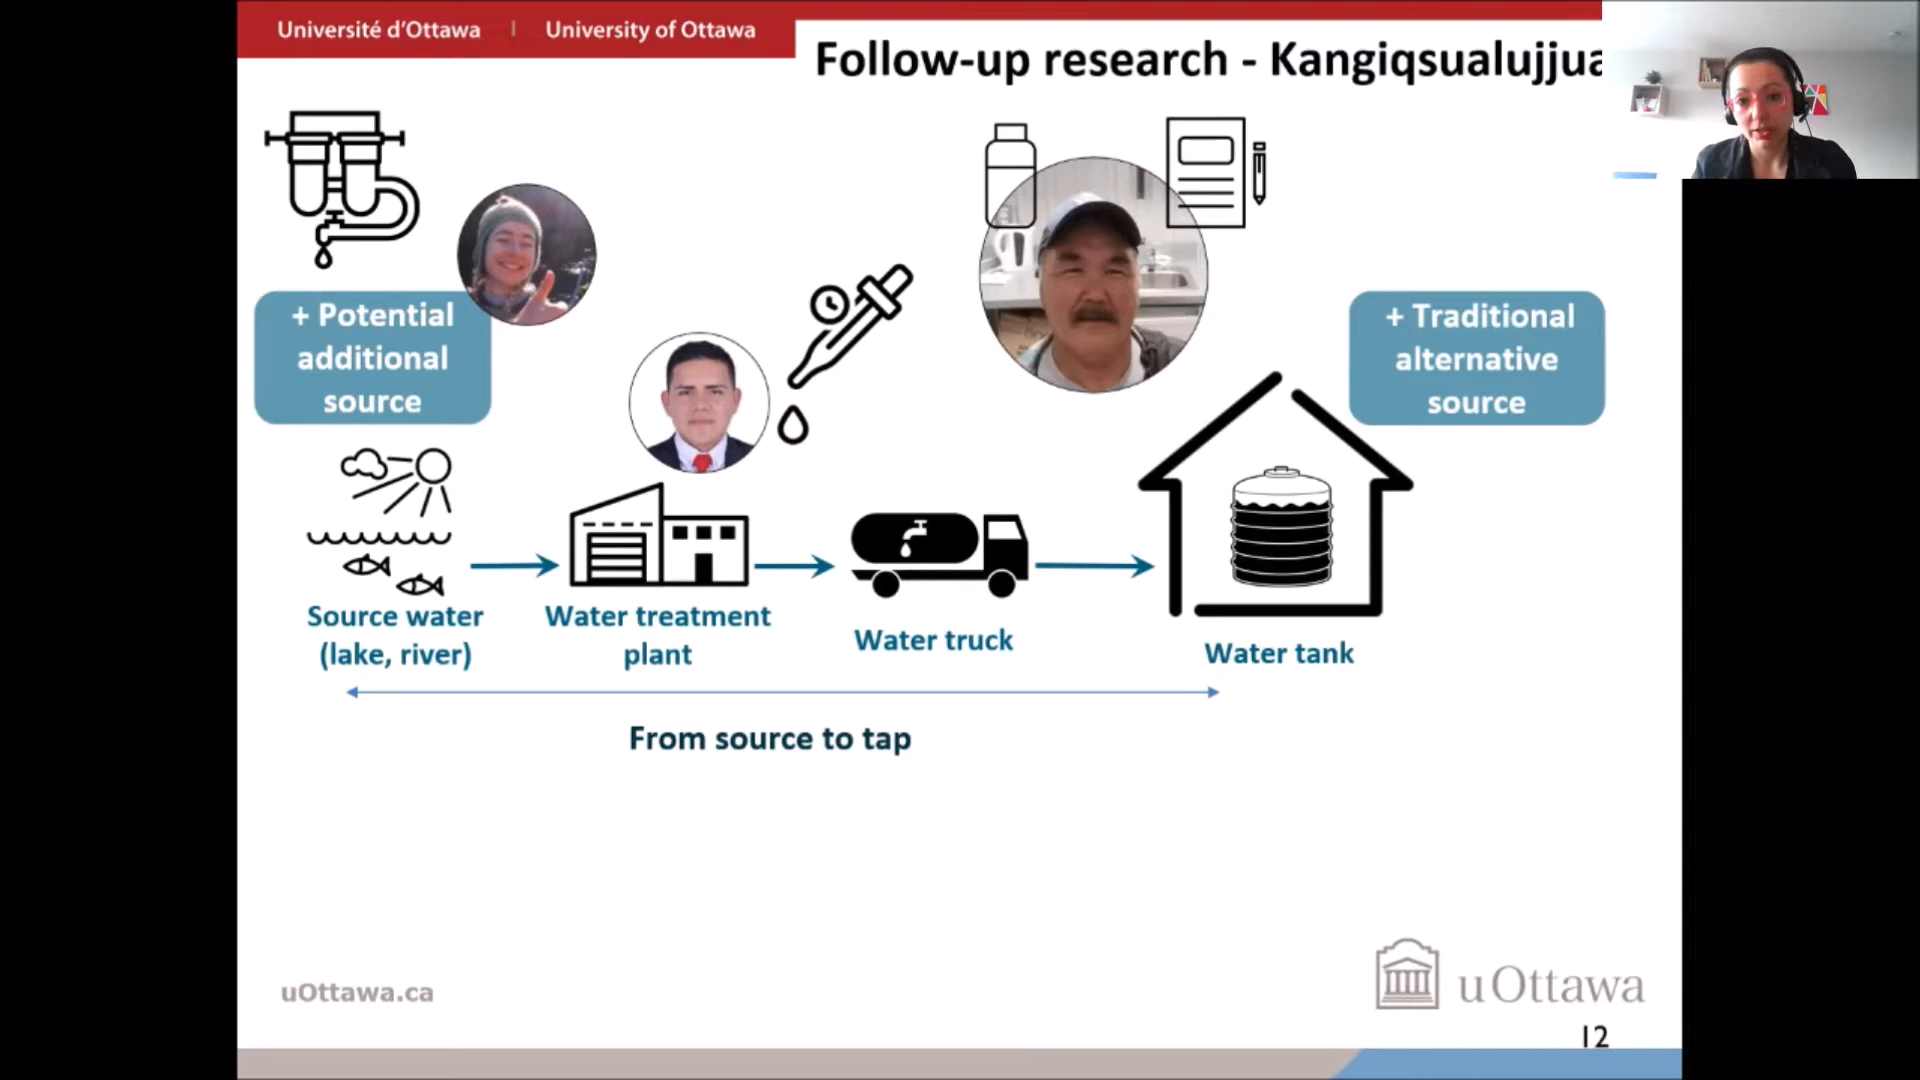 Université d'Ottawa | University of Ottawa
Follow-up research - Kangiqsualujjua
+ Potential
additional
source
+ Traditional
alternative
source
Source water
(lake, river)
Water treatment
plant
Water truck
Water tank
From source to tap
uOttawa.ca
uOttawa
12